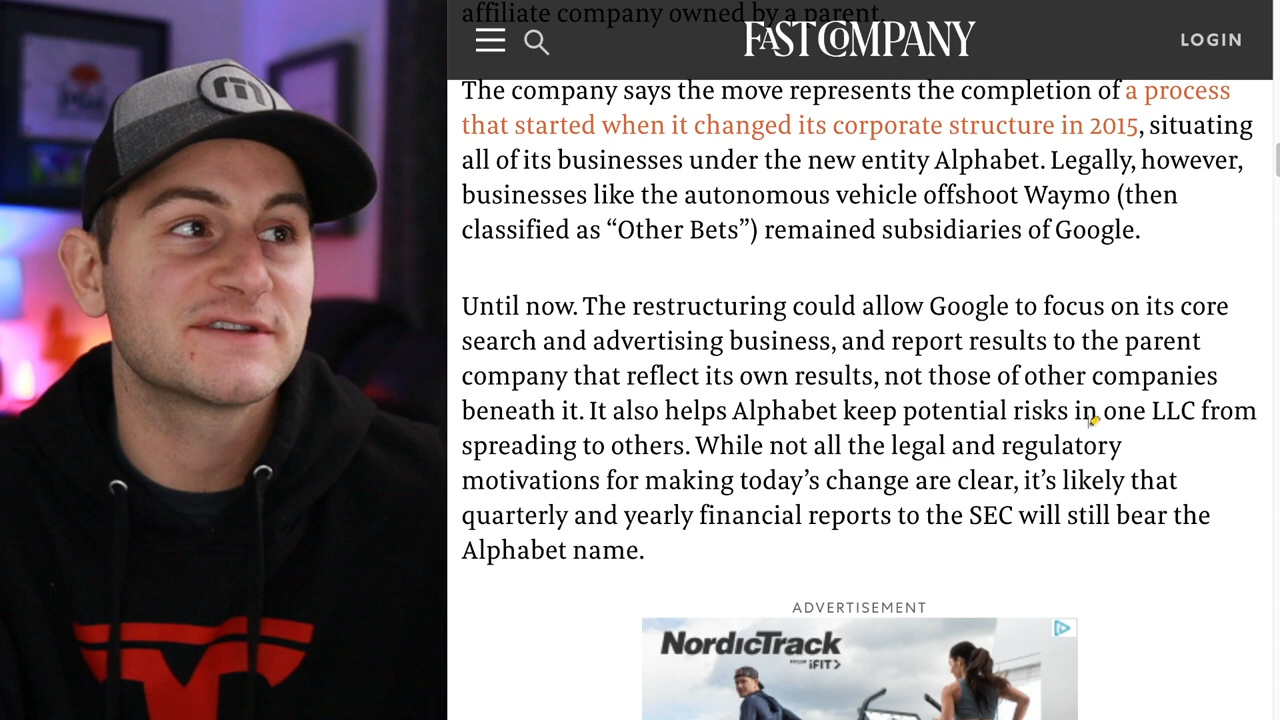 affiliate company owned by a parent.
FAST COMPANY
LOGIN
The company says the move represents the completion of a process
that started when it changed its corporate structure in 2015, situating
all of its businesses under the new entity Alphabet. Legally, however,
businesses like the autonomous vehicle offshoot Waymo (then
classified as “Other Bets”) remained subsidiaries of Google.
Until now. The restructuring could allow Google to focus on its core
search and advertising business, and report results to the parent
company that reflect its own results, not those of other companies
beneath it. It also helps Alphabet keep potential risks in one LLC from
spreading to others. While not all the legal and regulatory
motivations for making today’s change are clear, it’s likely that
quarterly and yearly financial reports to the SEC will still bear the
Alphabet name.
ADVERTISEMENT
NordicTrack
FROM iFIT